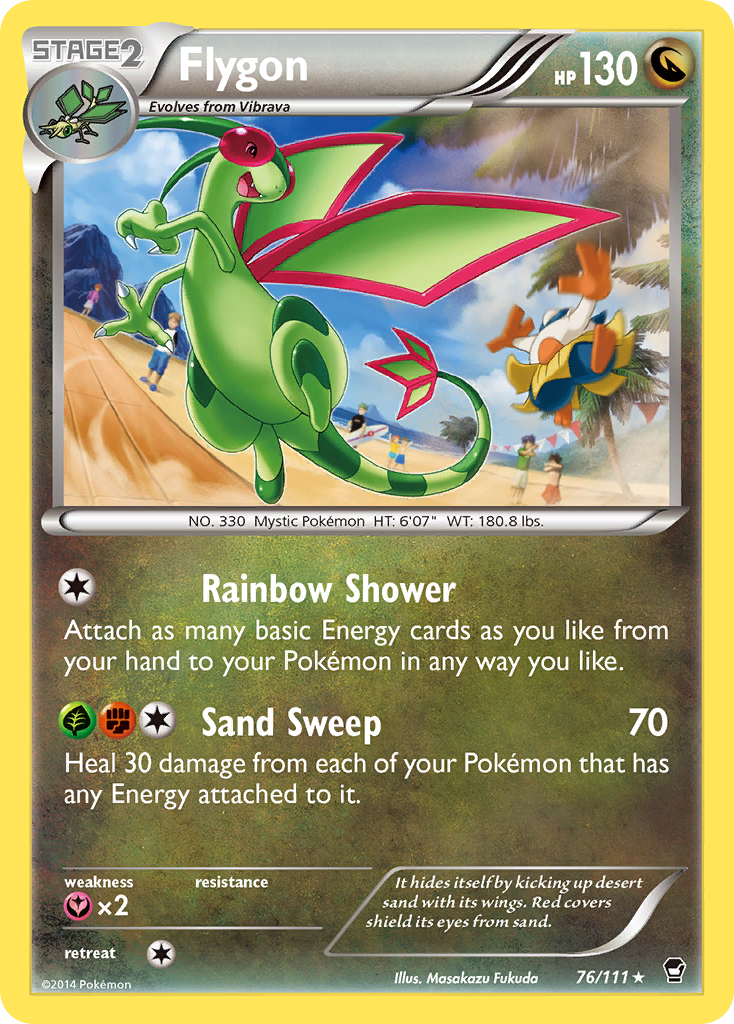 STAGE2
Flygon
HP130
Evolves from Vibrava
NO. 330 Mystic Pokémon HT: 6'07" WT: 180.8 lbs.
Rainbow Shower
Attach as many basic Energy cards as you like from
your hand to your Pokémon in any way you like.
Sand Sweep 70
Heal 30 damage from each of your Pokémon that has
any Energy attached to it.
weakness resistance
×2
retreat
It hides itself by kicking up desert
sand with its wings. Red covers
shield its eyes from sand.
©2014 Pokémon
Illus. Masakazu Fukuda 76/111 ★